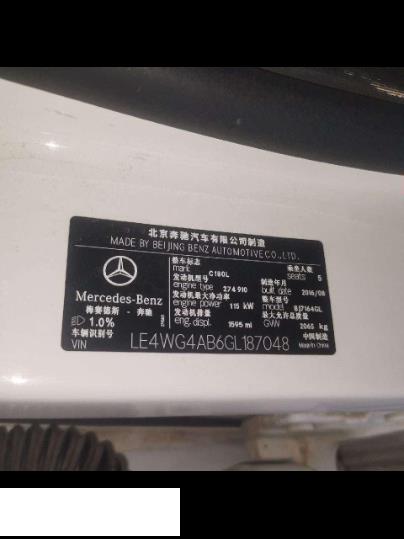 北京奔驰汽车有限公司制造
MADE BY BEIJING BENZ AUTOMOTIVE CO.,LTD.
整车标志 乘坐人数
mark C180L seats 5
发动机型号 制造年月
engine type 274 910 built date 2016/08
Mercedes-Benz 发动机功率 整车型号
engine power 115 kW model BJ7164GL
梅赛德斯 - 奔驰 发动机排量 最大允许总质量
1.0% eng. displ. 1595 ml GVW 2065 kg
车辆识别号 中国制造
VIN LE4WG4AB6GL187048 Made in China